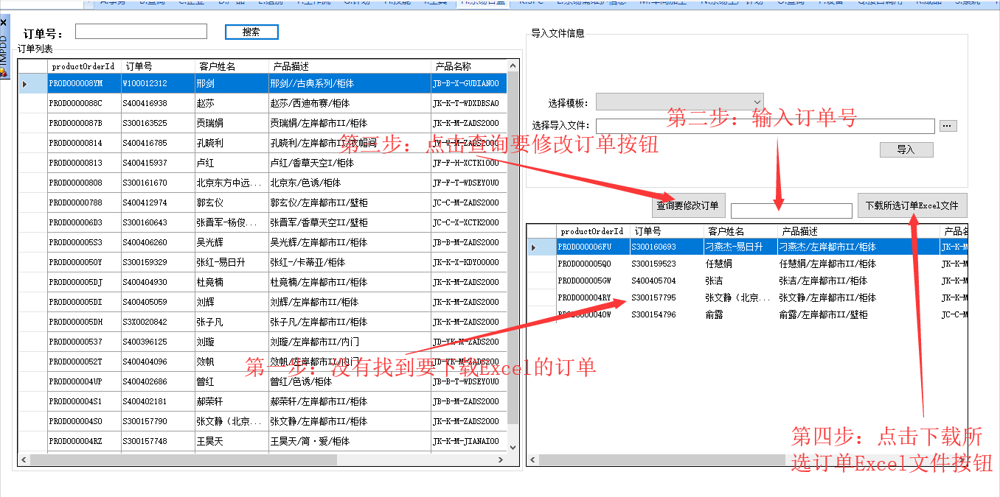 IMPDD
订单号：
搜索
订单列表
productOrderId 订单号 客户姓名 产品描述 产品名称
PROD000008YM W100012312 邢剑 邢剑//古典系列/柜体 JB-B-X-GUDIAN00
PROD0000088C S400416938 赵莎 赵莎/西迪布赛/柜体 JK-K-T-WDXDBSA0
PROD0000087B S300163525 贡瑞娟 贡瑞娟/左岸都市II/柜体 JK-K-M-ZADS2000
PROD00000814 S400416785 孔晓利 孔晓利/左岸都市II/衣帽间 JW-W-M-ZADS2000
PROD00000813 S400415937 卢红 卢红/香草天空I/柜体 JF-F-H-XCTK1000
PROD00000808 S300161670 北京东方中远... 北京东/色诱/柜体 JF-F-T-WDSEYOU0
PROD00000788 S400412974 郭玄仪 郭玄仪/左岸都市II/壁柜 JC-C-M-ZADS2000
PROD000006D3 S300160643 张晋军-杨俊... 张晋军/香草天空II/壁柜 JC-C-X-XCTK2000
PROD000005S3 S400406260 吴光辉 吴光辉/左岸都市II/柜体 JB-B-M-ZADS2000
PROD000005OY S300159329 张红-易日升 张红-/卡蒂亚/柜体 JK-K-X-KDY00000
PROD000005DJ S400404930 杜竟楠 杜竟楠/左岸都市II/柜体 JK-K-M-ZADS2000
PROD000005DI S400405059 刘辉 刘辉/左岸都市II/柜体 JK-K-M-ZADS2000
PROD000005DH S3X0020842 张子凡 张子凡/左岸都市II/柜体 JK-K-M-ZADS2000
PROD00000537 S400396125 刘璇 刘璇/左岸都市II/内门 JD-YK-M-ZADS200
PROD0000052T S400404096 效帆 效帆/左岸都市II/内门 JD-YK-M-ZADS200
PROD000004UP S400402686 曾红 曾红/色诱/柜体 JB-B-T-WDSEYOU0
PROD000004S1 S400402181 郝荣轩 郝荣轩/左岸都市II/柜体 JB-B-M-ZADS2000
PROD000004S0 S300157790 张文静（北京... 张文静/左岸都市II/柜体 JK-K-M-ZADS2000
PROD000004RZ S300157748 王昊天 王昊天/简·爱/柜体 JK-K-M-JIANAI00
导入文件信息
选择模板：
选择导入文件：
...
导入
第二步：输入订单号
第三步：点击查询要修改订单按钮
查询要修改订单
下载所选订单Excel文件
productOrderId 订单号 客户姓名 产品描述
PROD000006FU S300160693 刁燕杰-易日升 刁燕杰/左岸都市II/柜体 JK-K-M
PROD000005QO S300159523 任慧娟 任慧娟/左岸都市II/柜体 JK-K-M
PROD000005GW S400405704 张洁 张洁/左岸都市II/柜体 JK-K-M
PROD000004RY S300157795 张文静（北京... 张文静/左岸都市II/柜体 JK-K-M
PROD000004OW S300154796 俞露 俞露/左岸都市II/壁柜 JC-C-M
第一步：没有找到要下载Excel的订单
第四步：点击下载所
选订单Excel文件按钮